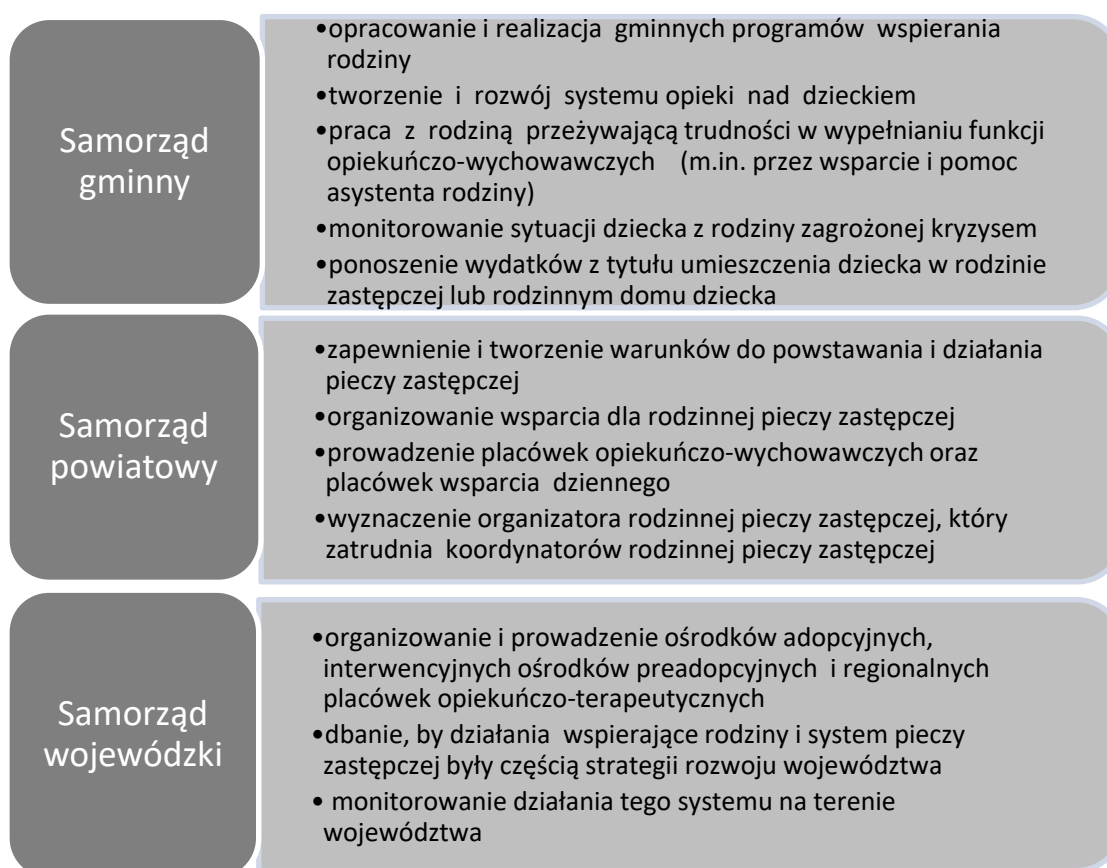 Samorząd
gminny
•opracowanie i realizacja gminnych programów wspierania
rodziny
•tworzenie i rozwój systemu opieki nad dzieckiem
•praca z rodziną przeżywającą trudności w wypełnianiu funkcji
opiekuńczo-wychowawczych (m.in. przez wsparcie i pomoc
asystenta rodziny)
•monitorowanie sytuacji dziecka z rodziny zagrożonej kryzysem
•ponoszenie wydatków z tytułu umieszczenia dziecka w rodzinie
zastępczej lub rodzinnym domu dziecka
Samorząd
powiatowy
•zapewnienie i tworzenie warunków do powstawania i działania
pieczy zastępczej
•organizowanie wsparcia dla rodzinnej pieczy zastępczej
•prowadzenie placówek opiekuńczo-wychowawczych oraz
placówek wsparcia dziennego
•wyznaczenie organizatora rodzinnej pieczy zastępczej, który
zatrudnia koordynatorów rodzinnej pieczy zastępczej
Samorząd
wojewódzki
•organizowanie i prowadzenie ośrodków adopcyjnych,
interwencyjnych ośrodków preadopcyjnych i regionalnych
placówek opiekuńczo-terapeutycznych
•dbanie, by działania wspierające rodziny i system pieczy
zastępczej były częścią strategii rozwoju województwa
• monitorowanie działania tego systemu na terenie
województwa